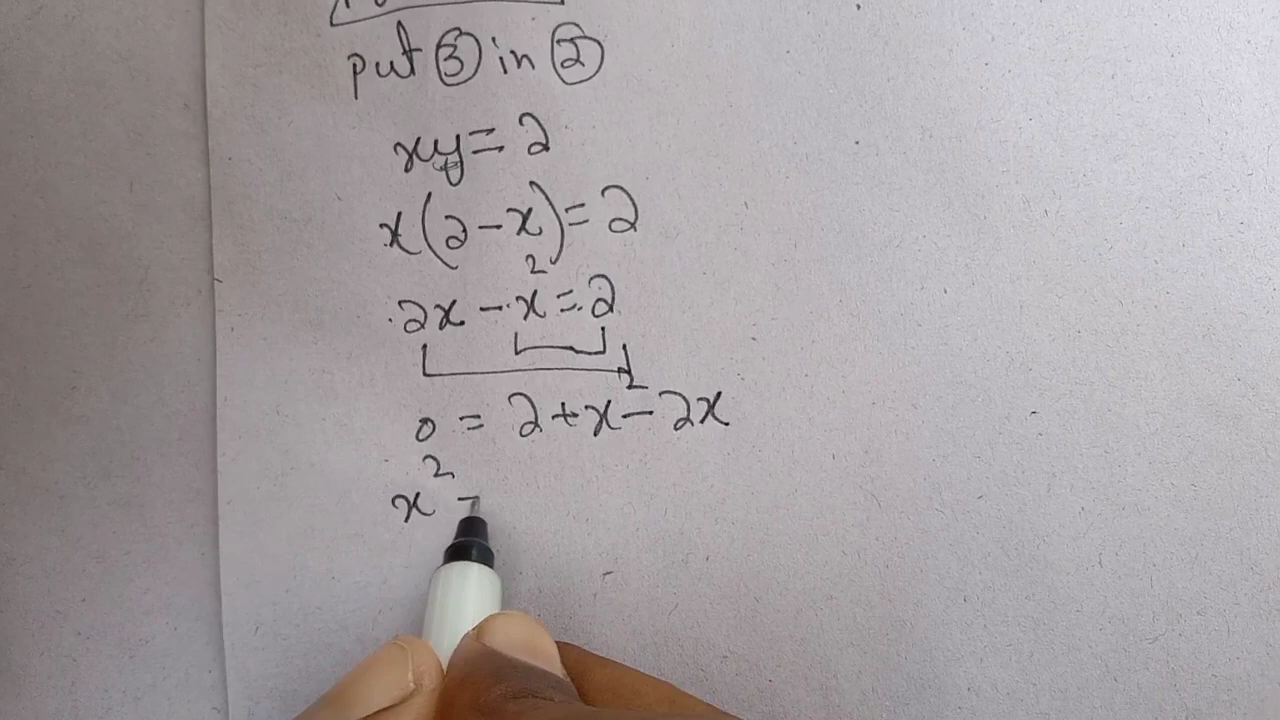 put ③ in ②
xy = 2
x(2-x) = 2
2x - x² = 2
0 = 2 + x² - 2x
x² -